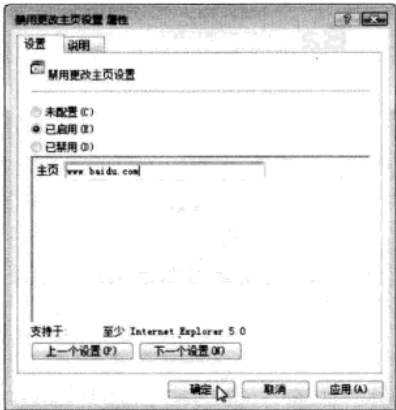 禁用更改主页设置 属性
设置 说明
禁用更改主页设置
未配置(C)
已启用(E)
已禁用(D)
主页 www.baidu.com
支持于: 至少 Internet Explorer 5.0
上一个设置(P) 下一个设置(N)
确定 取消 应用(A)